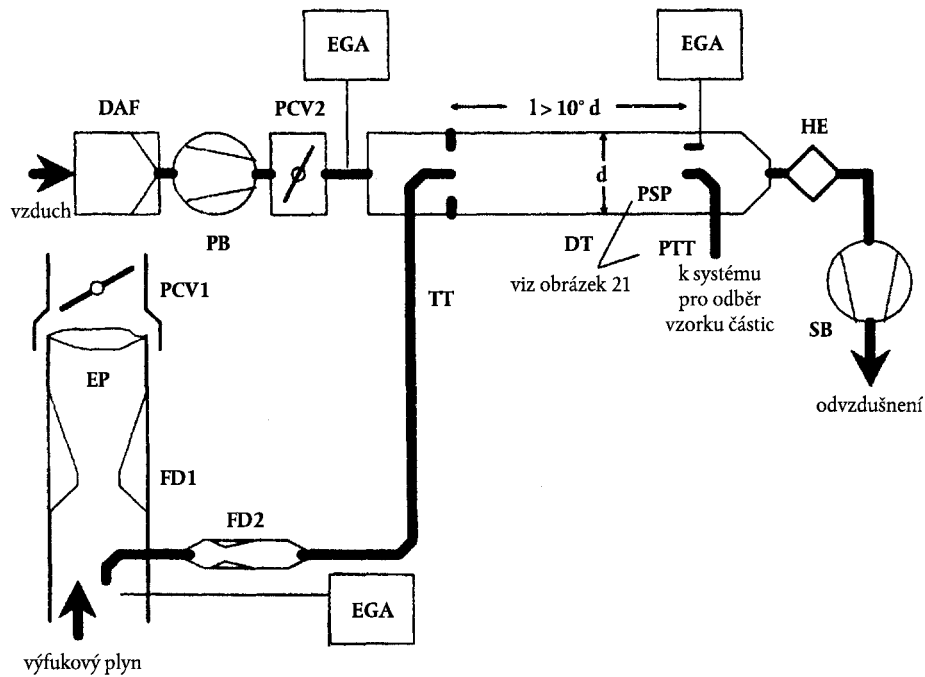 EGA
EGA
DAF
PCV2
l > 10° d
HE
d
vzduch
PSP
PB
DT
PTT
PCV1
TT
viz obrázek 21
k systému
pro odběr
vzorku částic
SB
EP
odvzdušnění
FD1
FD2
EGA
výfukový plyn